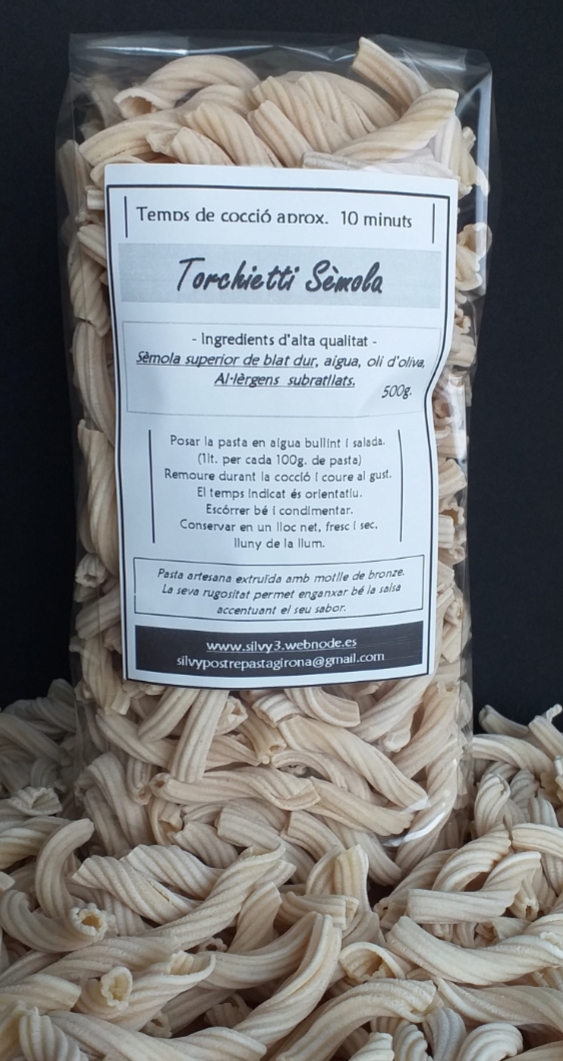 Temps de cocció aprox. 10 minuts
Torchietti Sèmola
- Ingredients d'alta qualitat -
Sèmola superior de blat dur, aigua, oli d'oliva,
Al·lèrgens subratllats.
500g.
Posar la pasta en aigua bullint i salada.
(1lt. per cada 100g. de pasta)
Remoure durant la cocció i coure al gust.
El temps indicat és orientatiu.
Escórrer bé i condimentar.
Conservar en un lloc net, fresc i sec,
lluny de la llum.
Pasta artesana extruïda amb motlle de bronze.
La seva rugositat permet enganxar bé la salsa
accentuant el seu sabor.
www.silvy3.webnode.es
silvypostrepastagirona@gmail.com